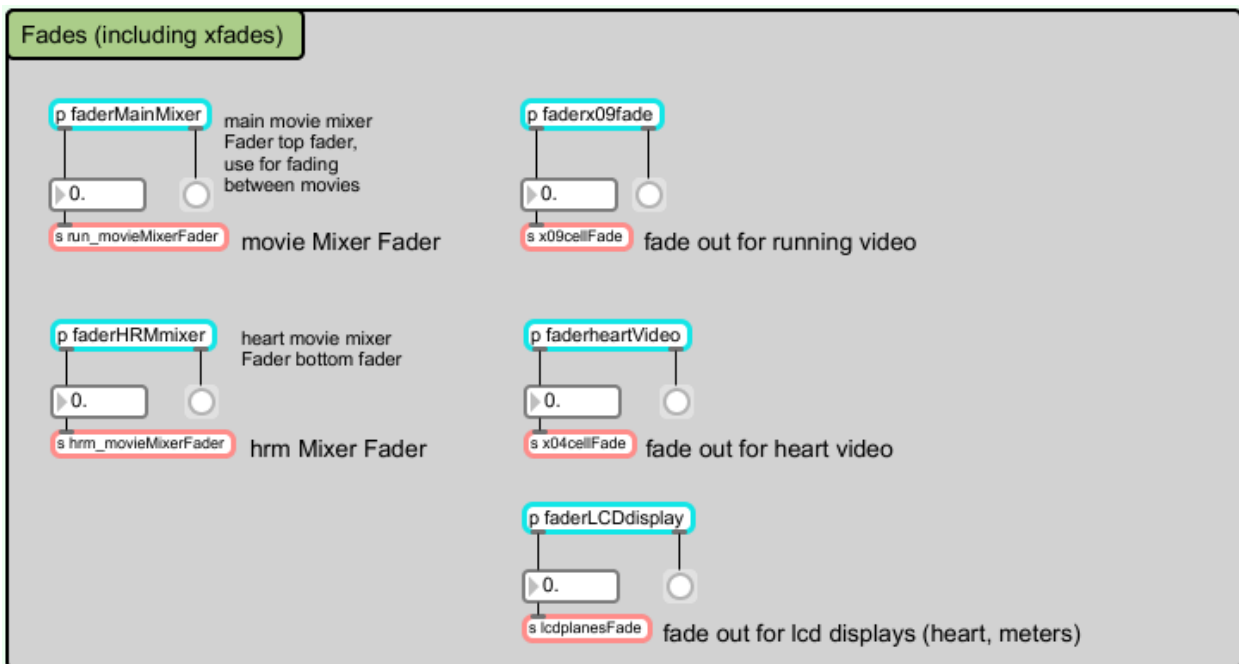 Fades (including xfades)
p faderMainMixer
main movie mixer
Fader top fader,
use for fading
between movies
0.
s run_movieMixerFader
movie Mixer Fader
p faderx09fade
0.
s x09cellFade
fade out for running video
p faderHRMmixer
heart movie mixer
Fader bottom fader
0.
s hrm_movieMixerFader
hrm Mixer Fader
p faderheartVideo
0.
s x04cellFade
fade out for heart video
p faderLCDdisplay
0.
s lcdplanesFade
fade out for lcd displays (heart, meters)